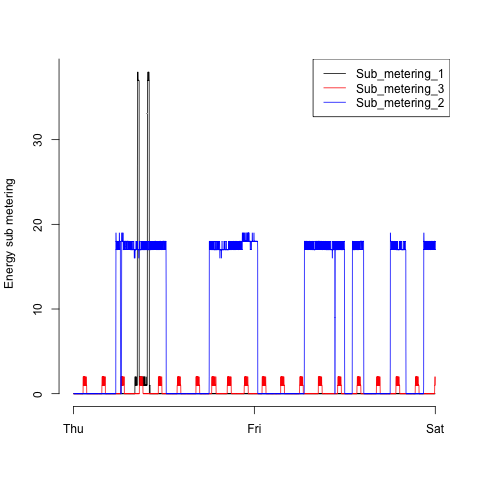 Sub_metering_1
Sub_metering_3
Sub_metering_2
Energy sub metering
30
20
10
0
Thu
Fri
Sat